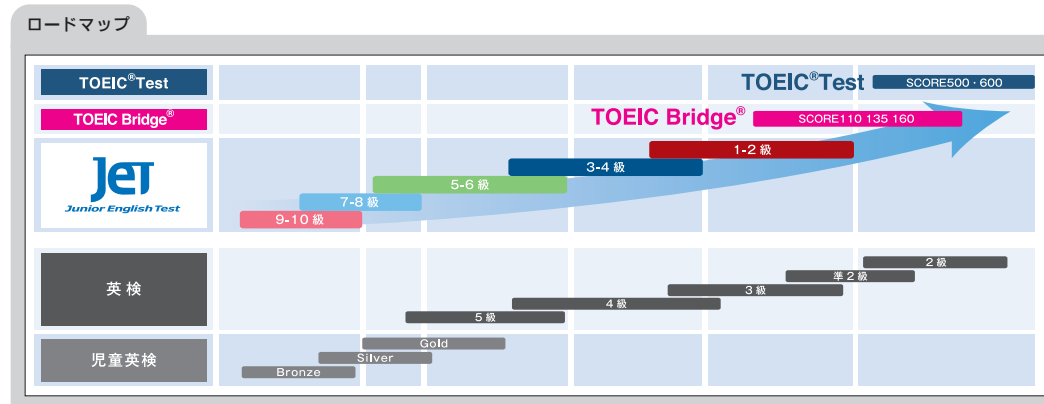 ロードマップ
TOEIC®Test
TOEIC®Test
SCORE500・600
TOEIC Bridge®
TOEIC Bridge®
SCORE110 135 160
JET
Junior English Test
1-2 級
3-4 級
5-6 級
7-8 級
9-10 級
英検
2 級
準 2 級
3 級
4 級
5 級
児童英検
Gold
Silver
Bronze